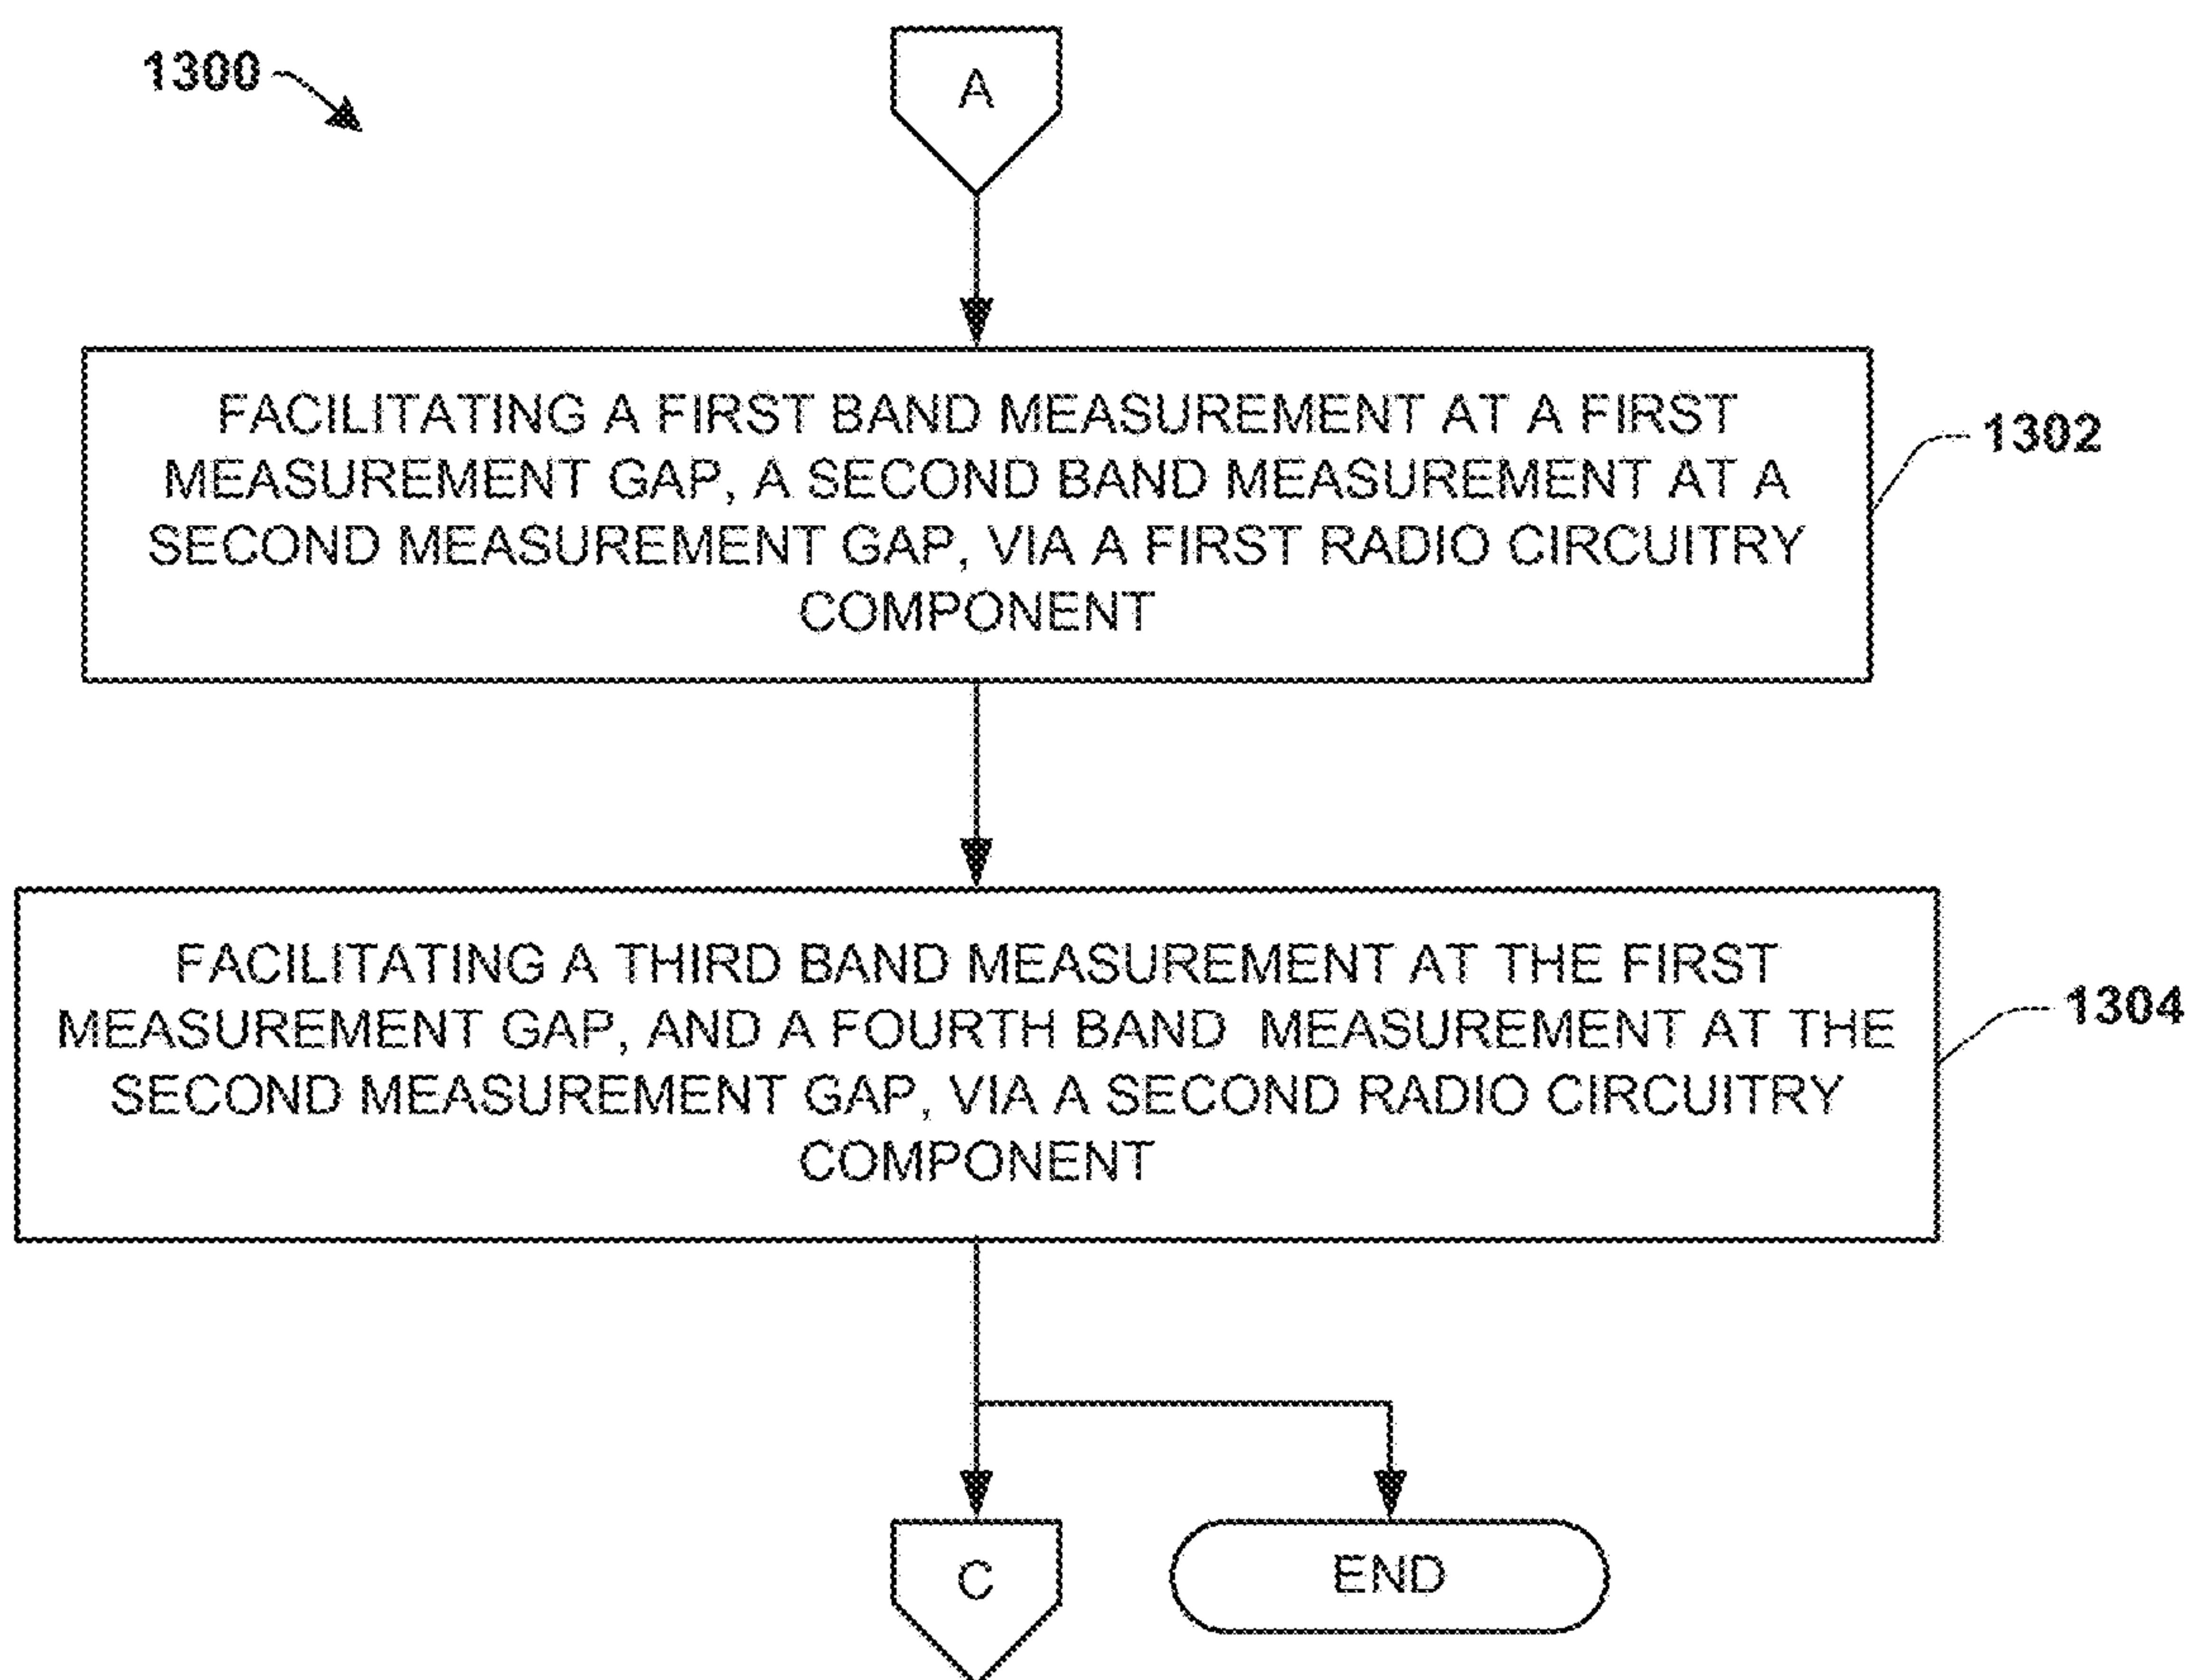 1300
A
FACILITATING A FIRST BAND MEASUREMENT AT A FIRST
MEASUREMENT GAP, A SECOND BAND MEASUREMENT AT A
SECOND MEASUREMENT GAP, VIA A FIRST RADIO CIRCUITRY
COMPONENT
1302
FACILITATING A THIRD BAND MEASUREMENT AT THE FIRST
MEASUREMENT GAP, AND A FOURTH BAND MEASUREMENT AT THE
SECOND MEASUREMENT GAP, VIA A SECOND RADIO CIRCUITRY
COMPONENT
1304
C
END